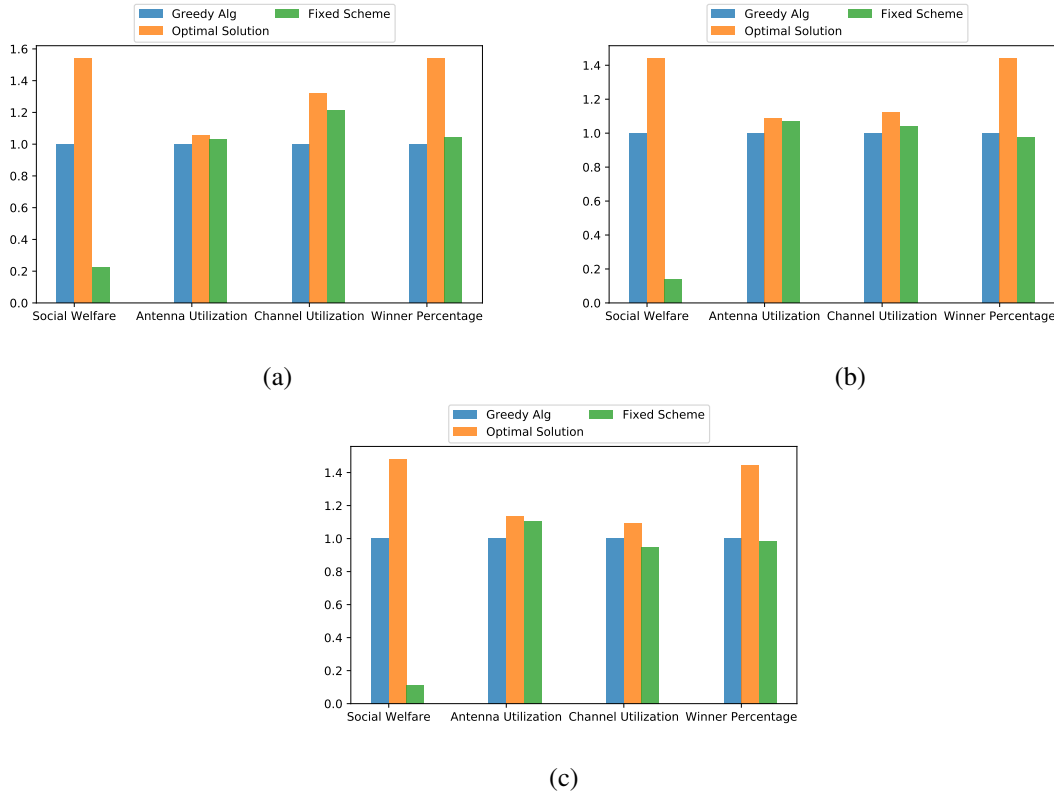 Greedy Alg Fixed Scheme
Optimal Solution
1.6
1.4
1.2
1.0
0.8
0.6
0.4
0.2
0.0
Social Welfare Antenna Utilization Channel Utilization Winner Percentage
(a)
Greedy Alg Fixed Scheme
Optimal Solution
1.4
1.2
1.0
0.8
0.6
0.4
0.2
0.0
Social Welfare Antenna Utilization Channel Utilization Winner Percentage
(b)
Greedy Alg Fixed Scheme
Optimal Solution
1.4
1.2
1.0
0.8
0.6
0.4
0.2
0.0
Social Welfare Antenna Utilization Channel Utilization Winner Percentage
(c)